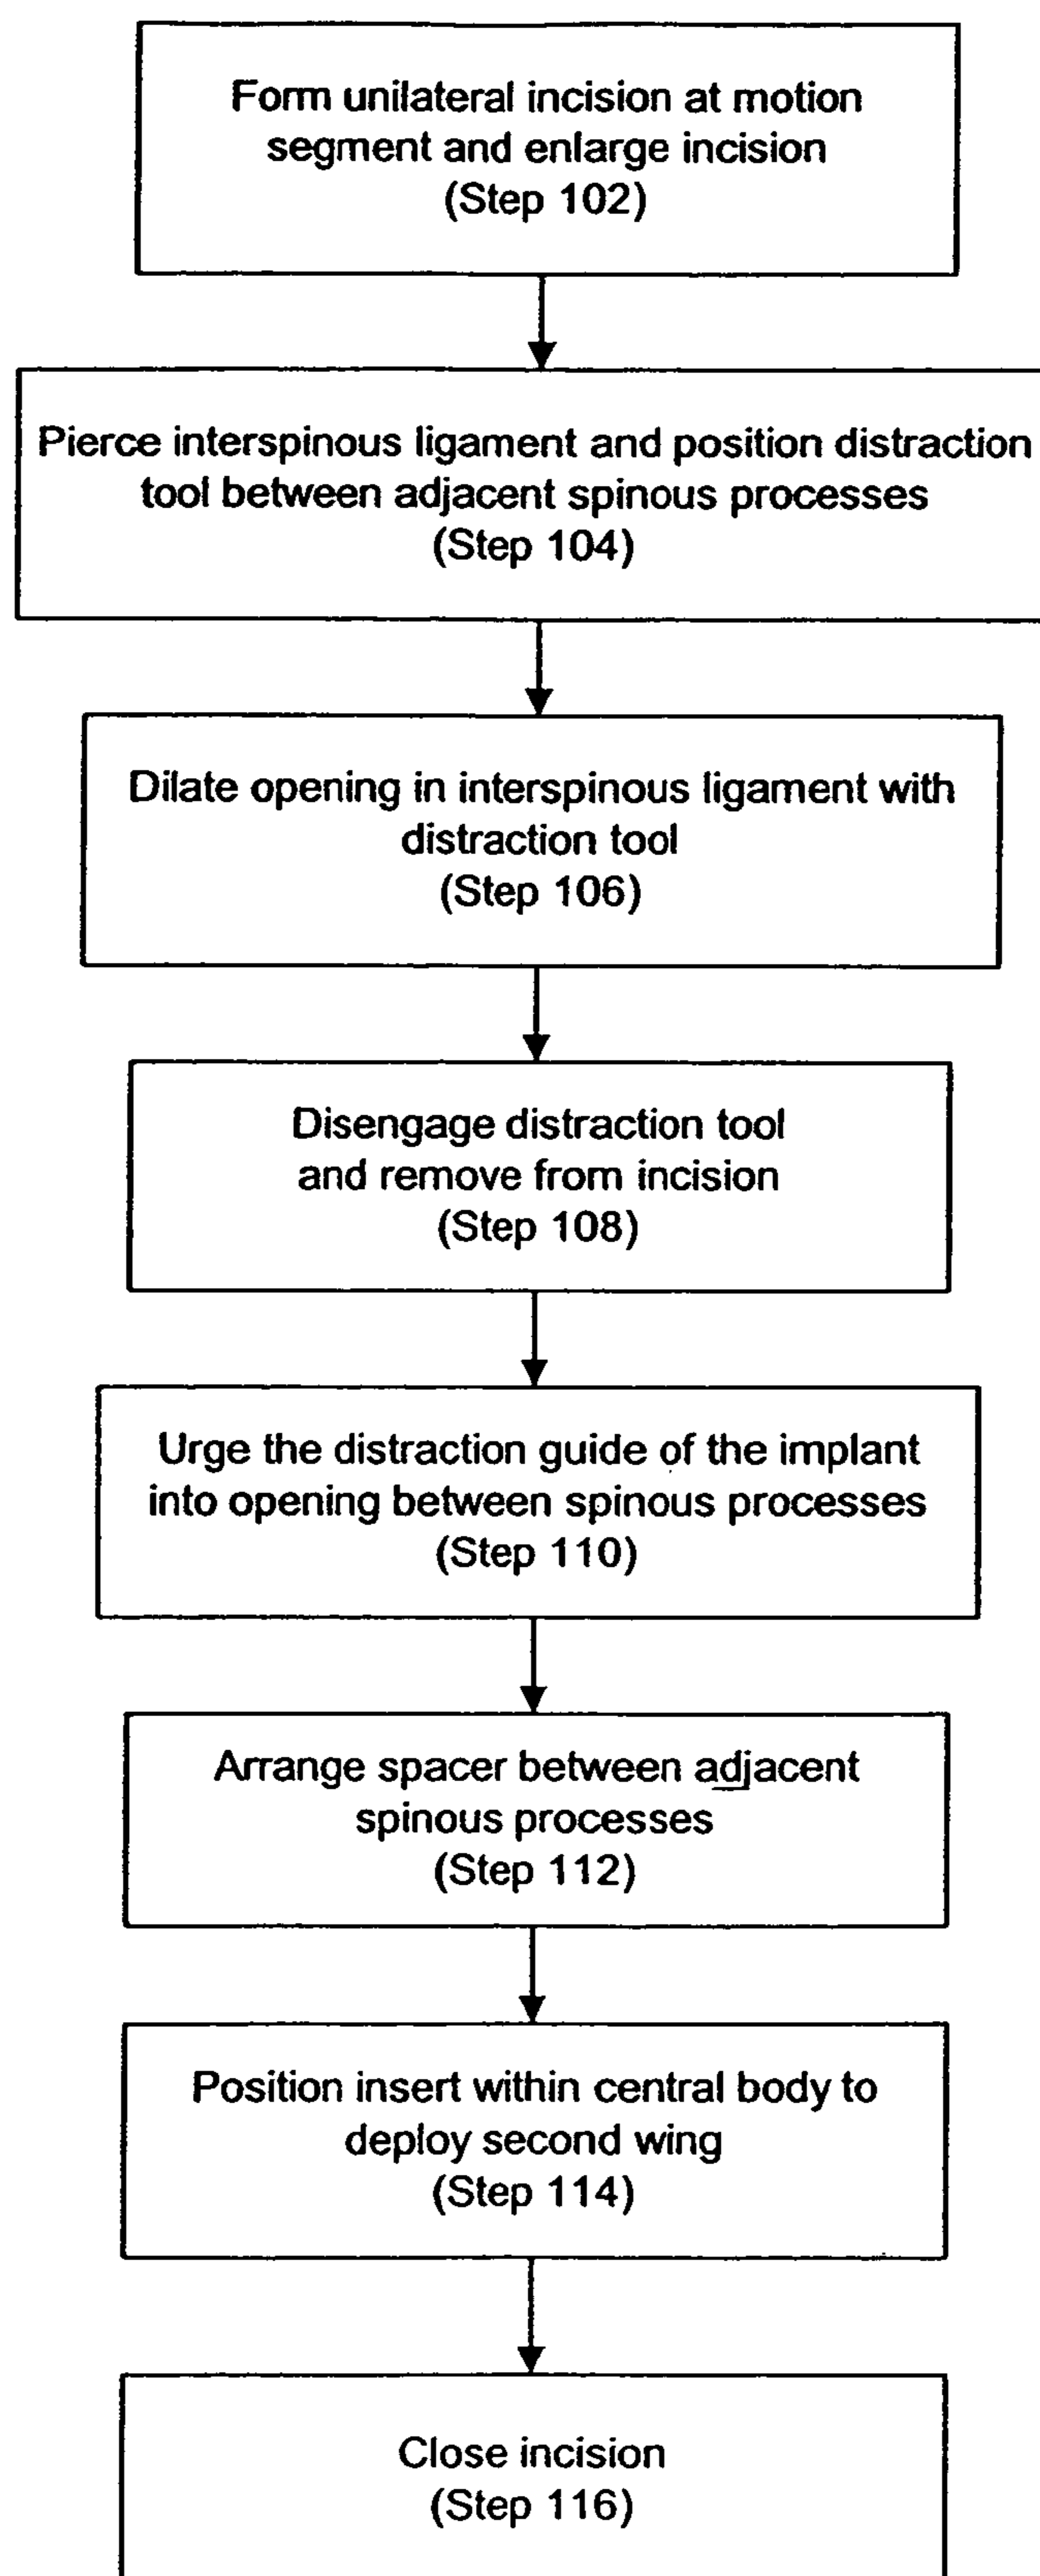 Form unilateral incision at motion
segment and enlarge incision
(Step 102)
Pierce interspinous ligament and position distraction
tool between adjacent spinous processes
(Step 104)
Dilate opening in interspinous ligament with
distraction tool
(Step 106)
Disengage distraction tool
and remove from incision
(Step 108)
Urge the distraction guide of the implant
into opening between spinous processes
(Step 110)
Arrange spacer between adjacent
spinous processes
(Step 112)
Position insert within central body to
deploy second wing
(Step 114)
Close incision
(Step 116)